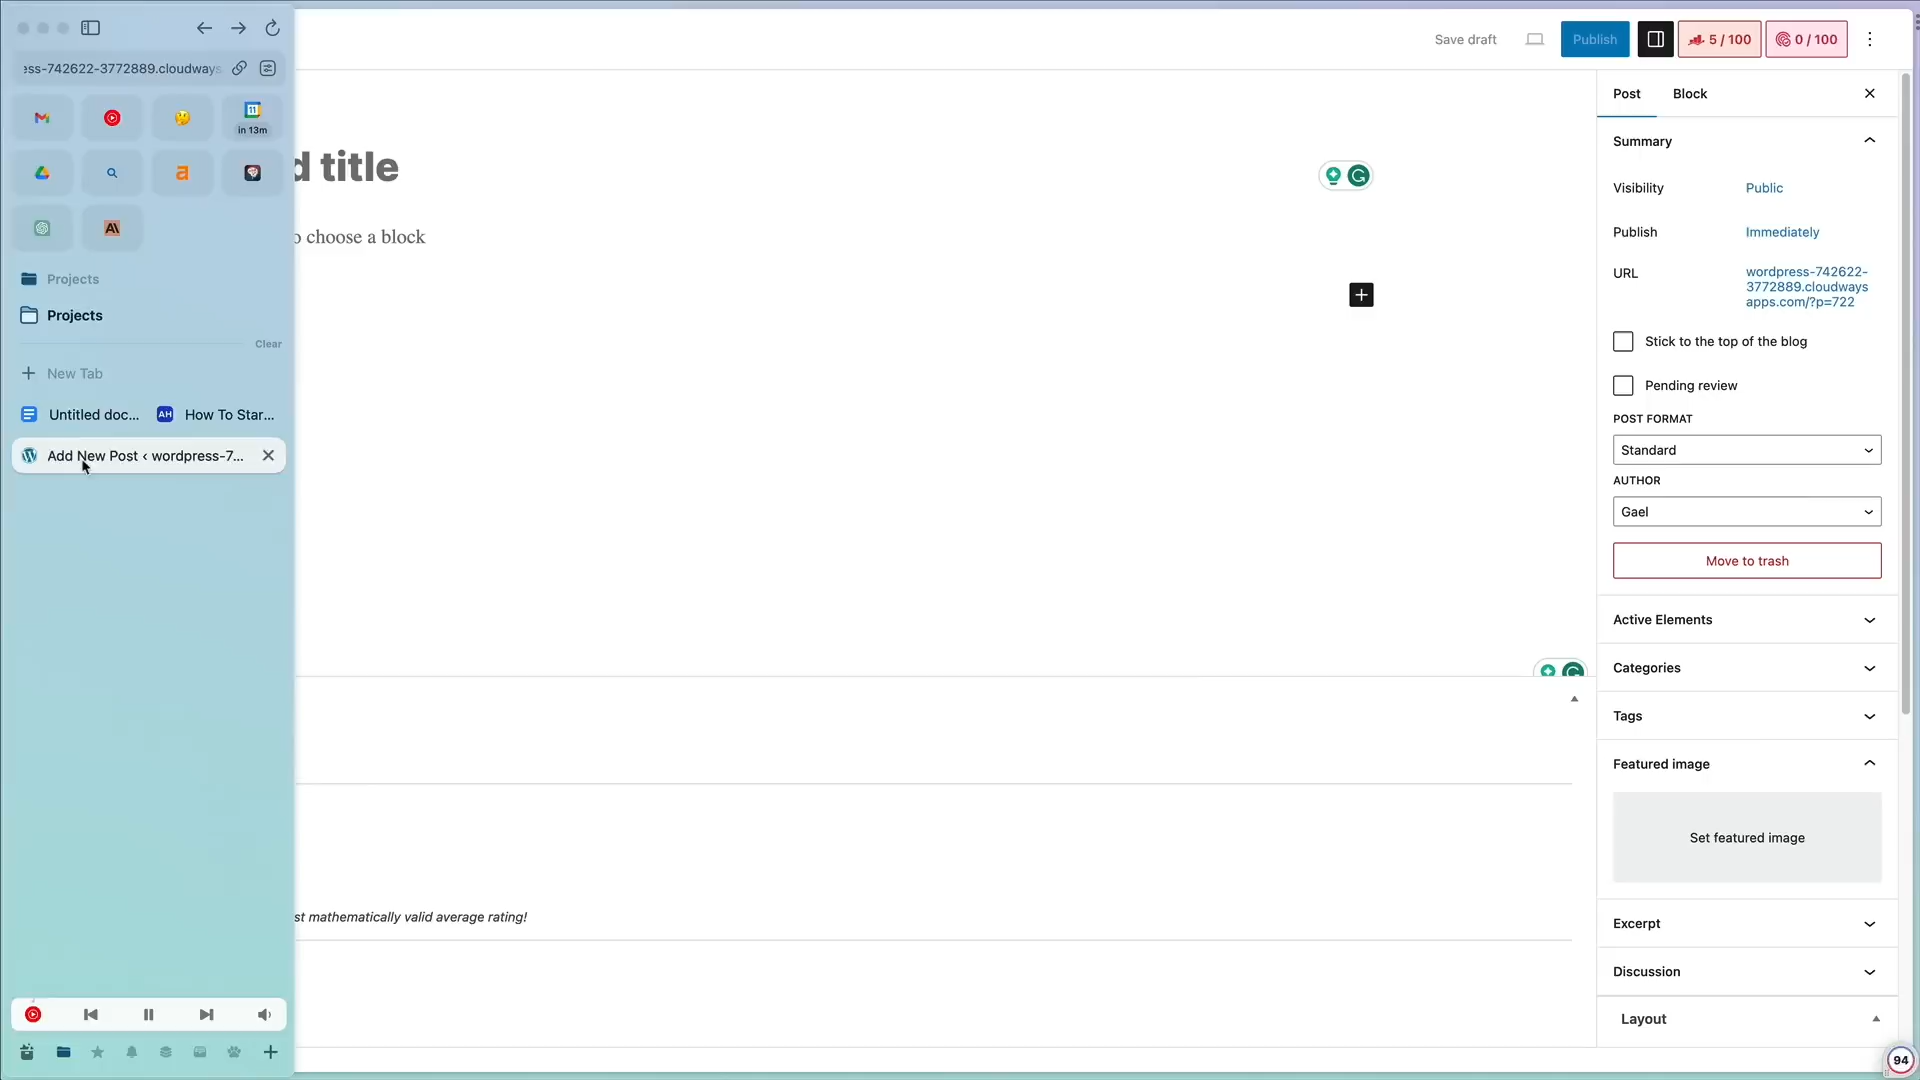 ess-742622-3772889.cloudways
11
in 13m
Projects
Projects
Clear
New Tab
Untitled doc...
AH
How To Star...
Add New Post ‹ wordpress-7...
d title
o choose a block
st mathematically valid average rating!
Save draft
Publish
5 / 100
0 / 100
Post
Block
Summary
Visibility
Public
Publish
Immediately
URL
wordpress-742622-
3772889.cloudways
apps.com/?p=722
Stick to the top of the blog
Pending review
POST FORMAT
Standard
AUTHOR
Gael
Move to trash
Active Elements
Categories
Tags
Featured image
Set featured image
Excerpt
Discussion
Layout
94